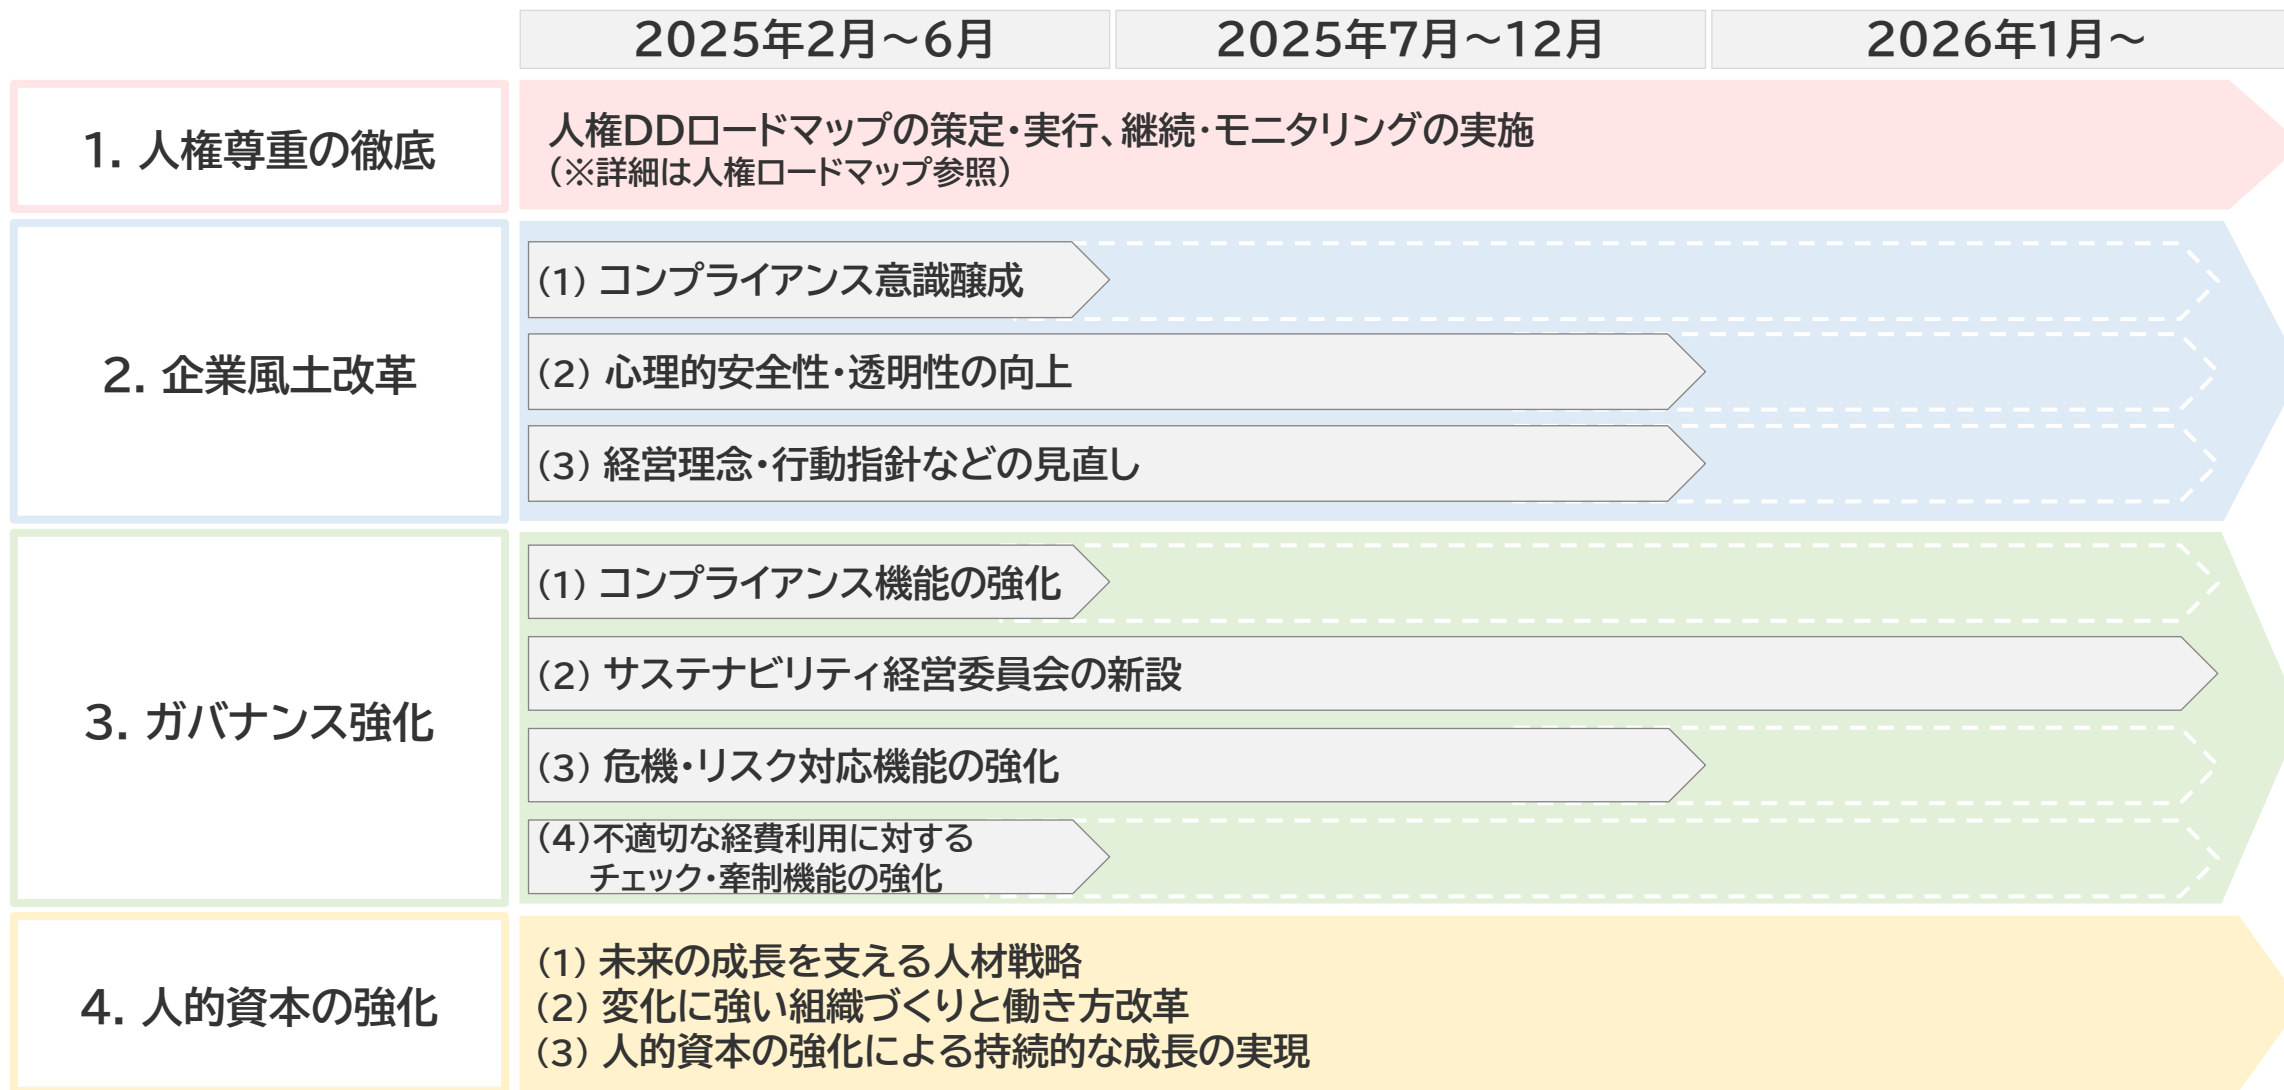 2025年2月～6月
2025年7月～12月
2026年1月～
1. 人権尊重の徹底
人権DDロードマップの策定・実行、継続・モニタリングの実施
（※詳細は人権ロードマップ参照）
2. 企業風土改革
(1) コンプライアンス意識醸成
(2) 心理的安全性・透明性の向上
(3) 経営理念・行動指針などの見直し
3. ガバナンス強化
(1) コンプライアンス機能の強化
(2) サステナビリティ経営委員会の新設
(3) 危機・リスク対応機能の強化
(4)不適切な経費利用に対する
チェック・牽制機能の強化
4. 人的資本の強化
(1) 未来の成長を支える人材戦略
(2) 変化に強い組織づくりと働き方改革
(3) 人的資本の強化による持続的な成長の実現